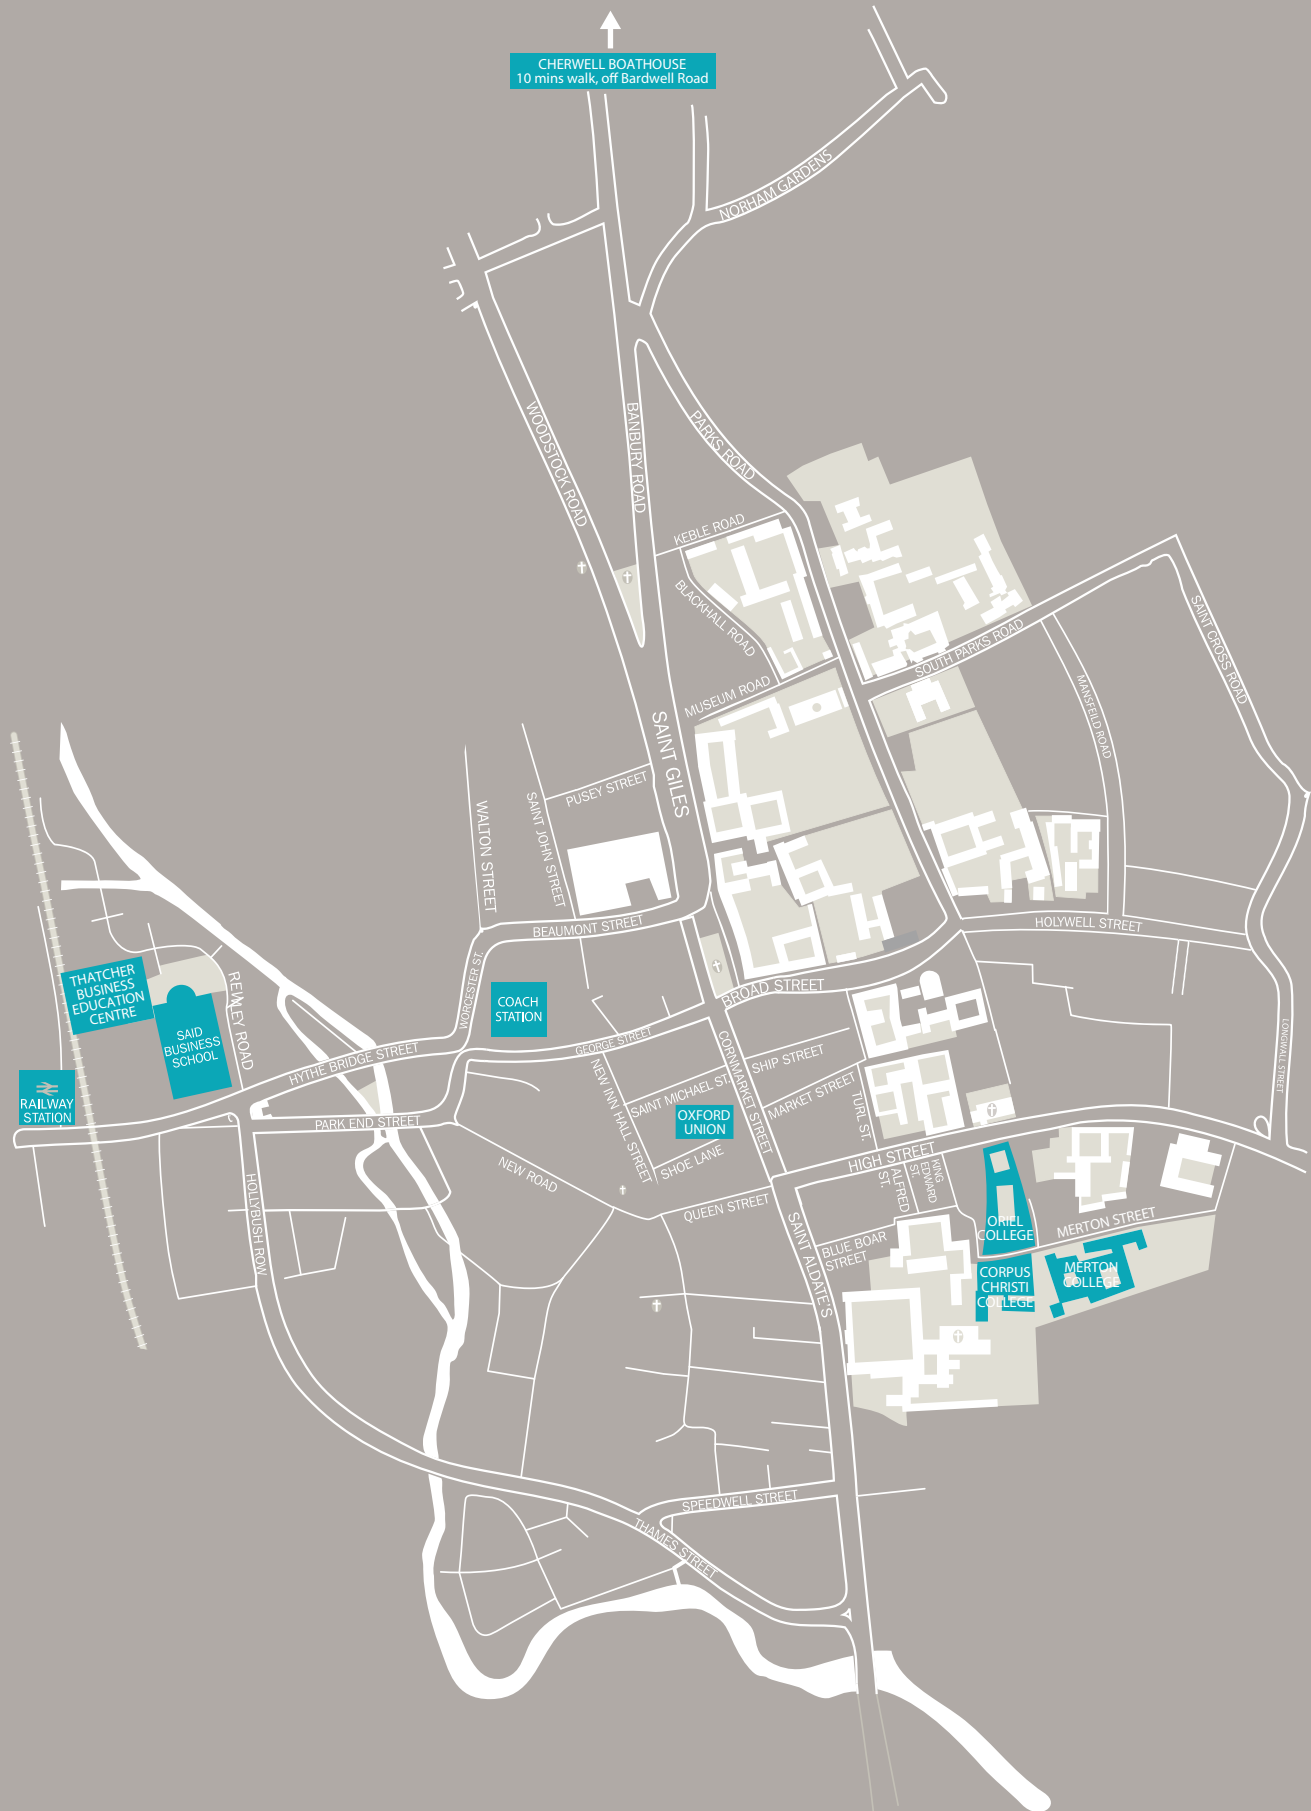 CHERWELL BOATHOUSE
10 mins walk, off Bardwell Road
NORHAM GARDENS
WOODSTOCK ROAD
BANBURY ROAD
PARKS ROAD
KEBLE ROAD
BLACKHALL ROAD
SOUTH PARKS ROAD
SAINT CROSS ROAD
MUSEUM ROAD
MANSFEILD ROAD
SAINT GILES
PUSEY STREET
SAINT JOHN STREET
WALTON STREET
BEAUMONT STREET
HOLYWELL STREET
THATCHER
BUSINESS
EDUCATION
CENTRE
SAID
BUSINESS
SCHOOL
REWLEY ROAD
WORCESTER ST.
COACH
STATION
BROAD STREET
GEORGE STREET
HYTHE BRIDGE STREET
LONGWALL STREET
RAILWAY
STATION
PARK END STREET
NEW INN HALL STREET
SAINT MICHAEL ST.
CORNMARKET STREET
SHIP STREET
MARKET STREET
TURL ST.
OXFORD
UNION
SHOE LANE
HIGH STREET
NEW ROAD
QUEEN STREET
ALFRED
ST.
KING
EDWARD
ST.
HOLLYBUSH ROW
SAINT ALDATE'S
BLUE BOAR
STREET
ORIEL
COLLEGE
MERTON STREET
CORPUS
CHRISTI
COLLEGE
MERTON
COLLEGE
SPEEDWELL STREET
THAMES STREET